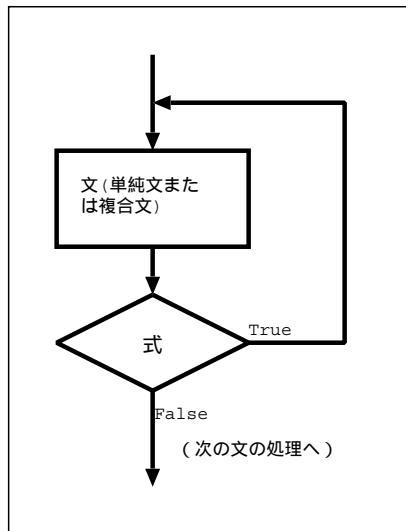 文(単純文また
は複合文)
式
True
False
(次の文の処理へ)